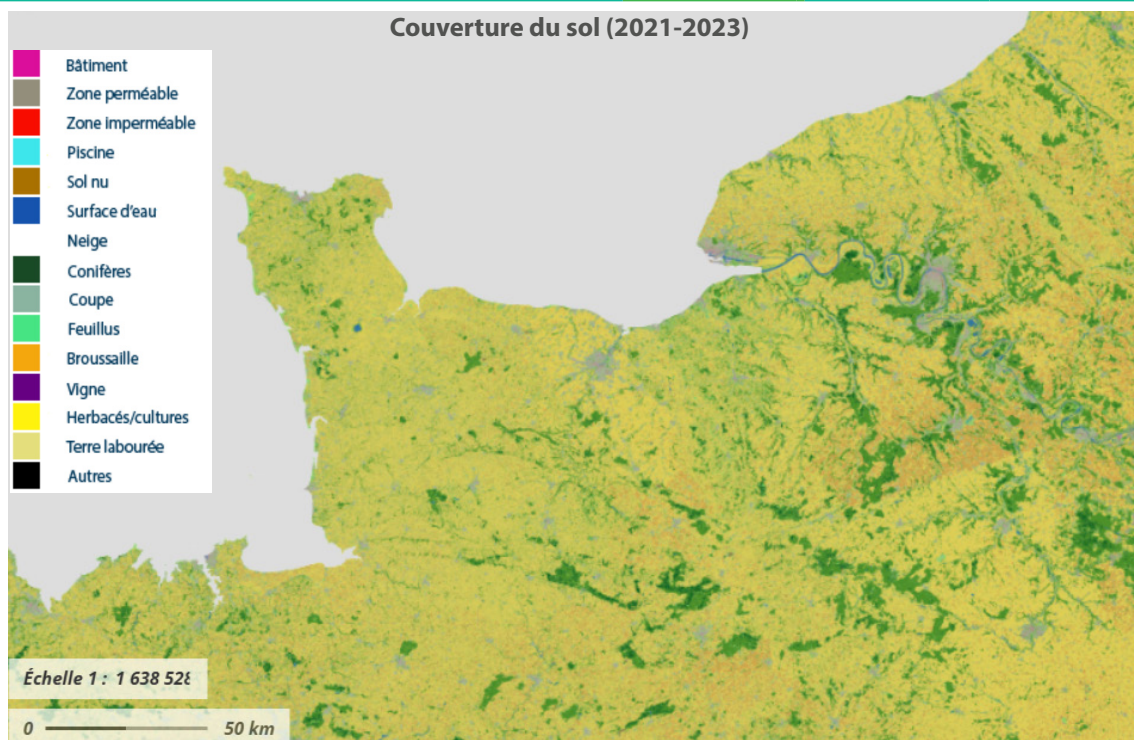 Couverture du sol (2021-2023)
Bâtiment
Zone perméable
Zone imperméable
Piscine
Sol nu
Surface d'eau
Neige
Conifères
Coupe
Feuillus
Broussaille
Vigne
Herbacés/cultures
Terre labourée
Autres
Échelle 1 : 1 638 528
0 50 km